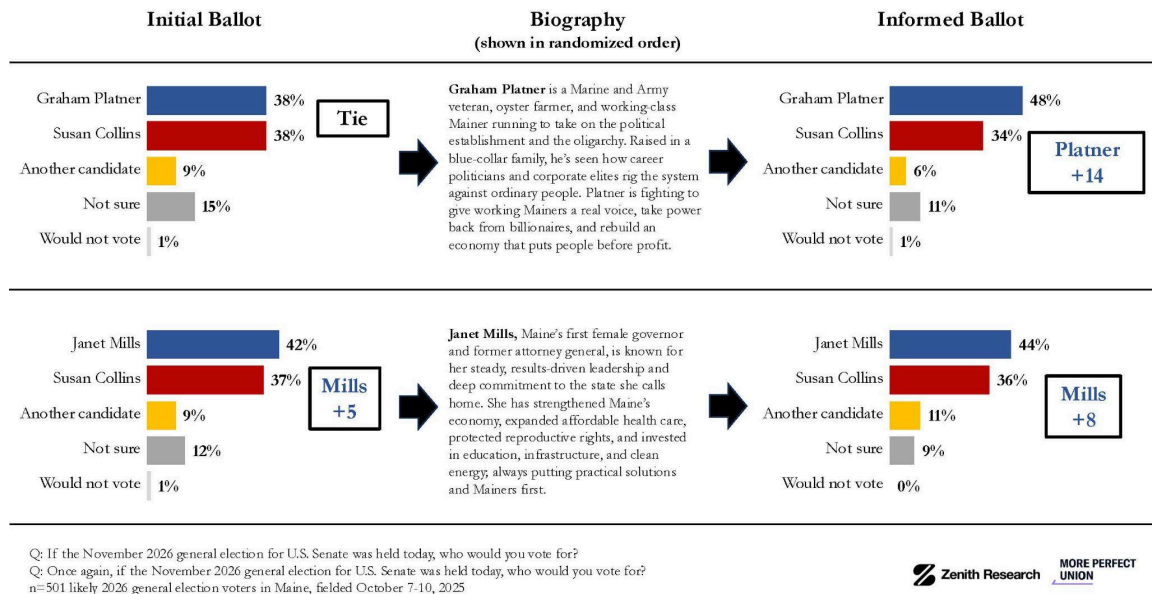 Initial Ballot
Biography
(shown in randomized order)
Informed Ballot
Graham Platner 38%
Susan Collins 38%
Another candidate 9%
Not sure 15%
Would not vote 1%
Tie
Graham Platner is a Marine and Army
veteran, oyster farmer, and working-class
Mainer running to take on the political
establishment and the oligarchy. Raised in a
blue-collar family, he's seen how career
politicians and corporate elites rig the system
against ordinary people. Platner is fighting to
give working Mainers a real voice, take power
back from billionaires, and rebuild an
economy that puts people before profit.
Graham Platner 48%
Susan Collins 34%
Another candidate 6%
Not sure 11%
Would not vote 1%
Platner
+14
Janet Mills 42%
Susan Collins 37%
Another candidate 9%
Not sure 12%
Would not vote 1%
Mills
+5
Janet Mills, Maine's first female governor
and former attorney general, is known for
her steady, results-driven leadership and
deep commitment to the state she calls
home. She has strengthened Maine's
economy, expanded affordable health care,
protected reproductive rights, and invested
in education, infrastructure, and clean
energy; always putting practical solutions
and Mainers first.
Janet Mills 44%
Susan Collins 36%
Another candidate 11%
Not sure 9%
Would not vote 0%
Mills
+8
Q: If the November 2026 general election for U.S. Senate was held today, who would you vote for?
Q: Once again, if the November 2026 general election for U.S. Senate was held today, who would you vote for?
n=501 likely 2026 general election voters in Maine, fielded October 7-10, 2025
Zenith Research
MORE PERFECT
UNION